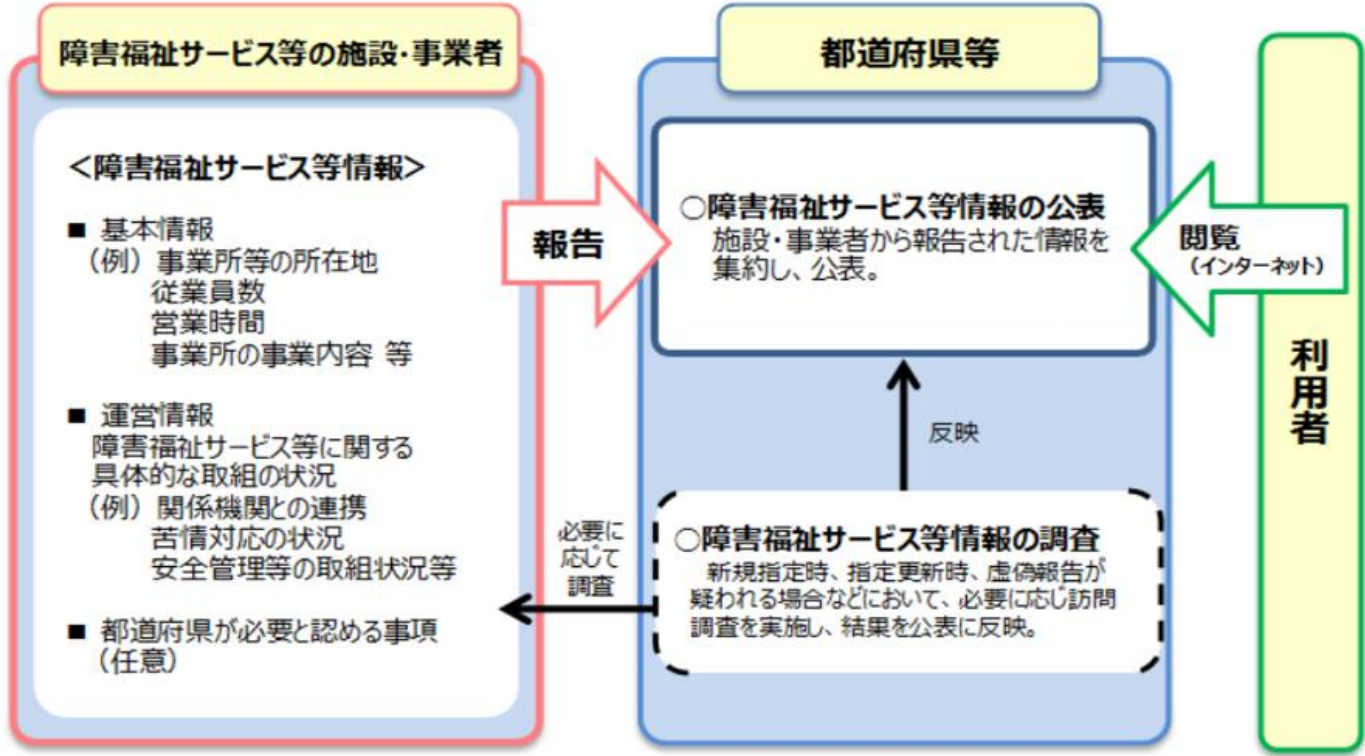 障害福祉サービス等の施設・事業者
<障害福祉サービス等情報>
■ 基本情報
(例)事業所等の所在地
従業員数
営業時間
事業所の事業内容 等
■ 運営情報
障害福祉サービス等に関する
具体的な取組の状況
(例)関係機関との連携
苦情対応の状況
安全管理等の取組状況等
■ 都道府県が必要と認める事項
(任意)
報告
必要に
応じて
調査
都道府県等
○障害福祉サービス等情報の公表
施設・事業者から報告された情報を
集約し、公表。
反映
○障害福祉サービス等情報の調査
新規指定時、指定更新時、虚偽報告が
疑われる場合などにおいて、必要に応じ訪問
調査を実施し、結果を公表に反映。
閲覧
(インターネット)
利用者